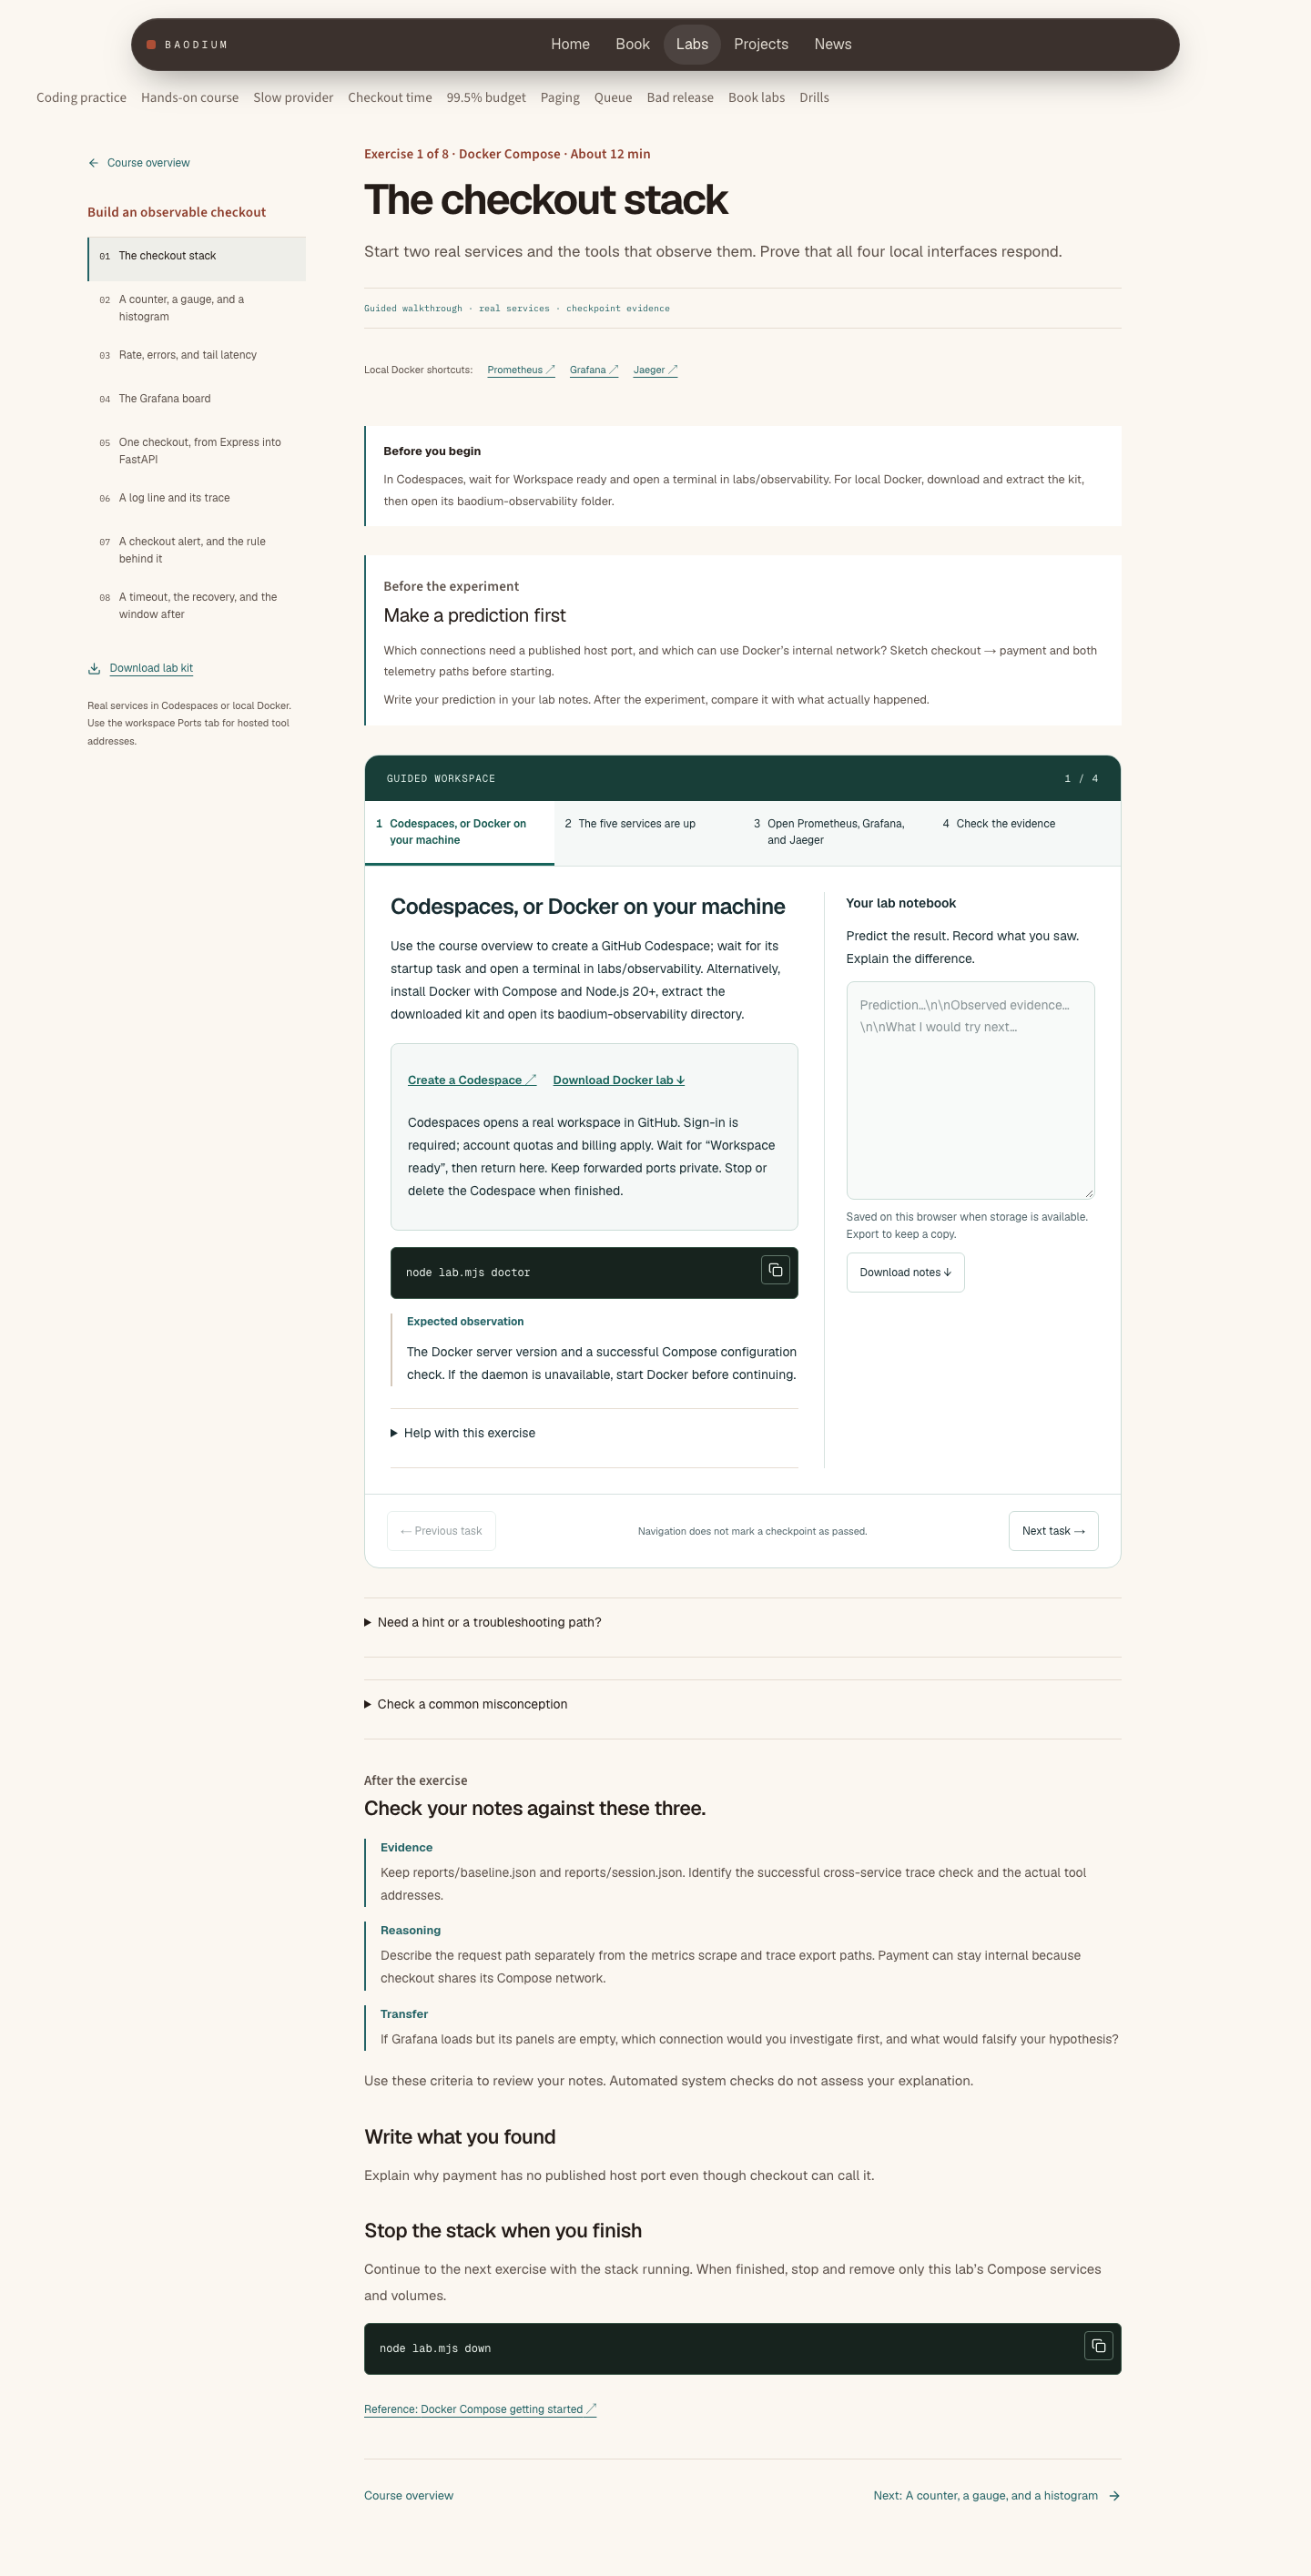 BAODIUM
Home Book Labs Projects News
Coding practice Hands-on course Slow provider Checkout time 99.5% budget Paging Queue Bad release Book labs Drills
← Course overview
Build an observable checkout
01 The checkout stack
02 A counter, a gauge, and a
histogram
03 Rate, errors, and tail latency
04 The Grafana board
05 One checkout, from Express into
FastAPI
06 A log line and its trace
07 A checkout alert, and the rule
behind it
08 A timeout, the recovery, and the
window after
Download lab kit
Real services in Codespaces or local Docker.
Use the workspace Ports tab for hosted tool
addresses.
Exercise 1 of 8 · Docker Compose · About 12 min
The checkout stack
Start two real services and the tools that observe them. Prove that all four local interfaces respond.
Guided walkthrough · real services · checkpoint evidence
Local Docker shortcuts: Prometheus ↗ Grafana ↗ Jaeger ↗
Before you begin
In Codespaces, wait for Workspace ready and open a terminal in labs/observability. For local Docker, download and extract the kit,
then open its baodium-observability folder.
Before the experiment
Make a prediction first
Which connections need a published host port, and which can use Docker's internal network? Sketch checkout → payment and both
telemetry paths before starting.
Write your prediction in your lab notes. After the experiment, compare it with what actually happened.
GUIDED WORKSPACE 1 / 4
1 Codespaces, or Docker on
your machine
2 The five services are up
3 Open Prometheus, Grafana,
and Jaeger
4 Check the evidence
Codespaces, or Docker on your machine
Use the course overview to create a GitHub Codespace; wait for its
startup task and open a terminal in labs/observability. Alternatively,
install Docker with Compose and Node.js 20+, extract the
downloaded kit and open its baodium-observability directory.
Create a Codespace ↗ Download Docker lab ↓
Codespaces opens a real workspace in GitHub. Sign-in is
required; account quotas and billing apply. Wait for “Workspace
ready”, then return here. Keep forwarded ports private. Stop or
delete the Codespace when finished.
node lab.mjs doctor
Expected observation
The Docker server version and a successful Compose configuration
check. If the daemon is unavailable, start Docker before continuing.
▶ Help with this exercise
Your lab notebook
Predict the result. Record what you saw.
Explain the difference.
Prediction…\n\nObserved evidence…
\n\nWhat I would try next…
Saved on this browser when storage is available.
Export to keep a copy.
Download notes ↓
← Previous task
Navigation does not mark a checkpoint as passed.
Next task →
▶ Need a hint or a troubleshooting path?
▶ Check a common misconception
After the exercise
Check your notes against these three.
Evidence
Keep reports/baseline.json and reports/session.json. Identify the successful cross-service trace check and the actual tool
addresses.
Reasoning
Describe the request path separately from the metrics scrape and trace export paths. Payment can stay internal because
checkout shares its Compose network.
Transfer
If Grafana loads but its panels are empty, which connection would you investigate first, and what would falsify your hypothesis?
Use these criteria to review your notes. Automated system checks do not assess your explanation.
Write what you found
Explain why payment has no published host port even though checkout can call it.
Stop the stack when you finish
Continue to the next exercise with the stack running. When finished, stop and remove only this lab's Compose services
and volumes.
node lab.mjs down
Reference: Docker Compose getting started ↗
Course overview
Next: A counter, a gauge, and a histogram →